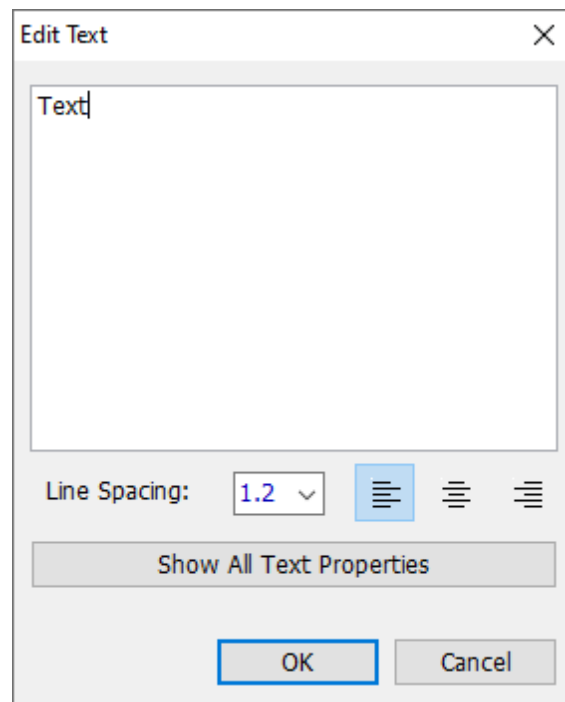 Edit Text
Text
Line Spacing: 1.2
Show All Text Properties
OK Cancel